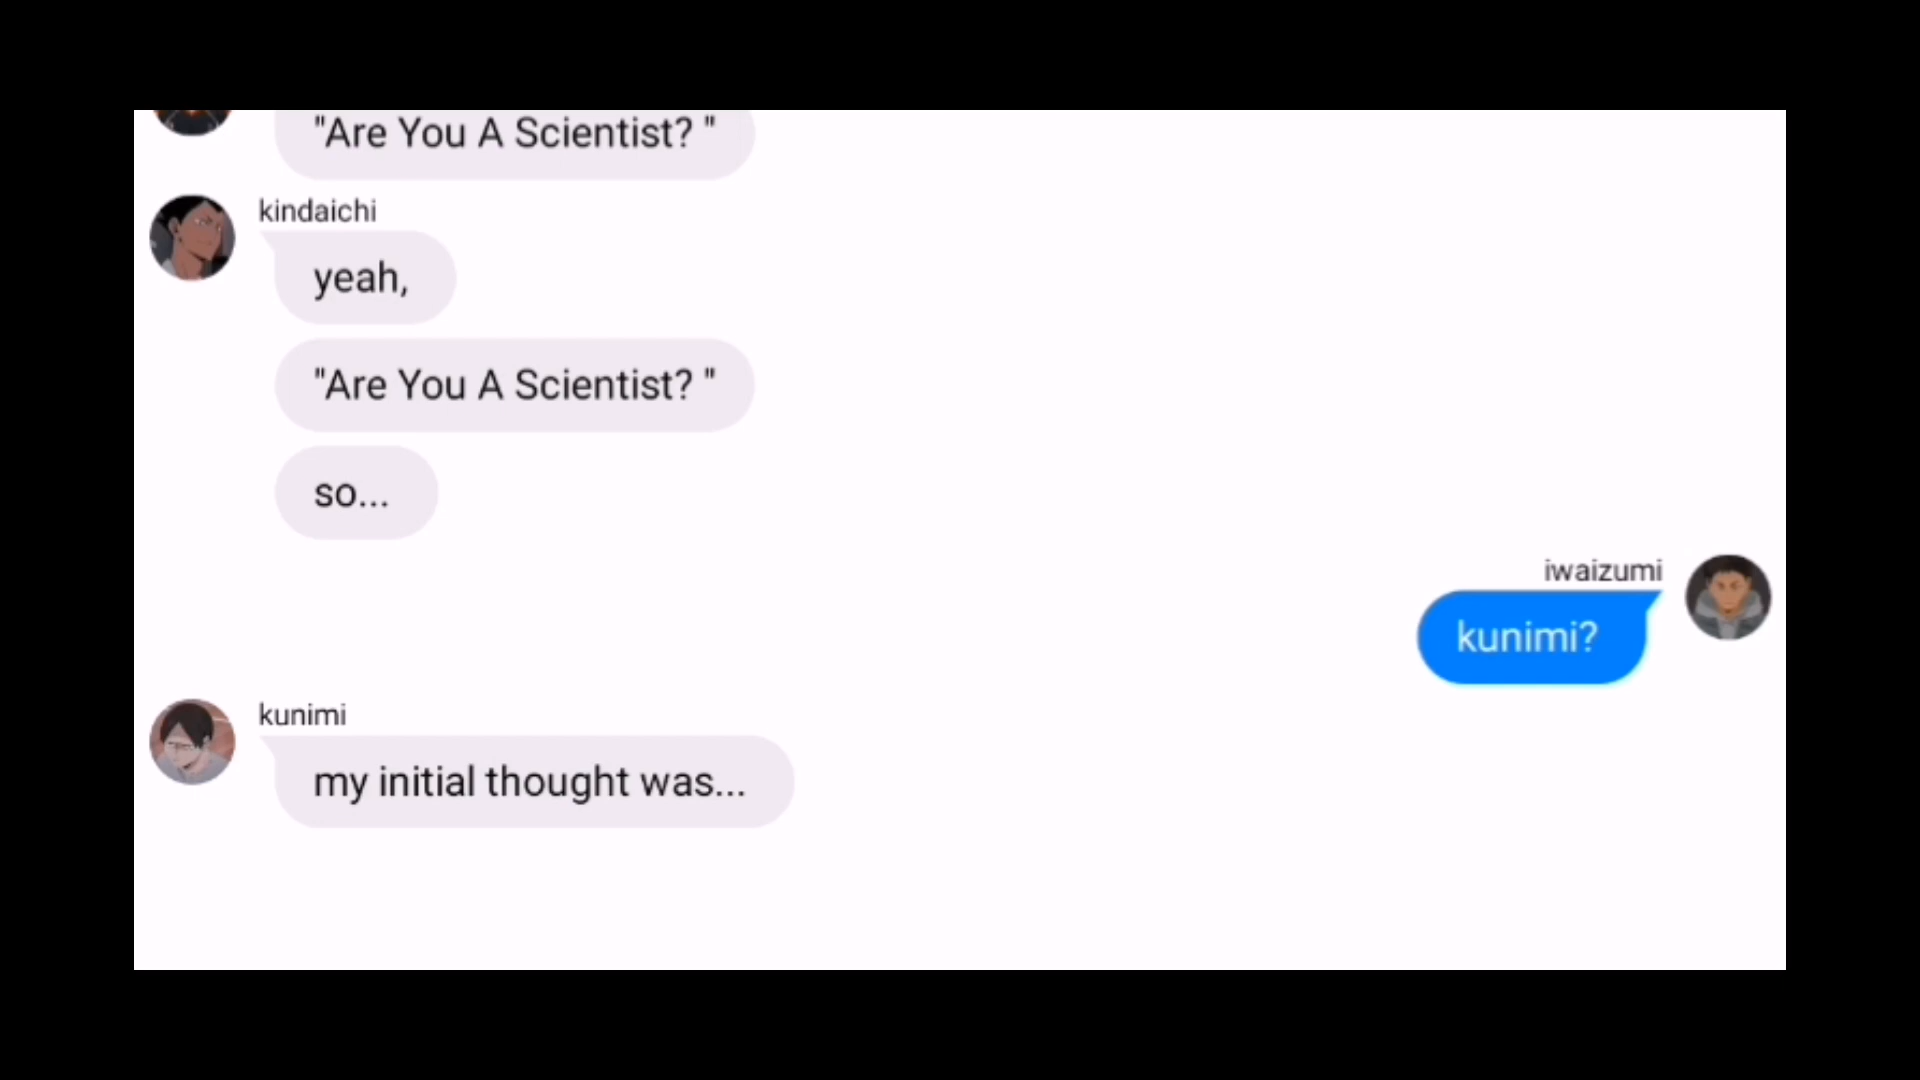 "Are You A Scientist? "
kindaichi
yeah,
"Are You A Scientist? "
so...
iwaizumi
kunimi?
kunimi
my initial thought was...